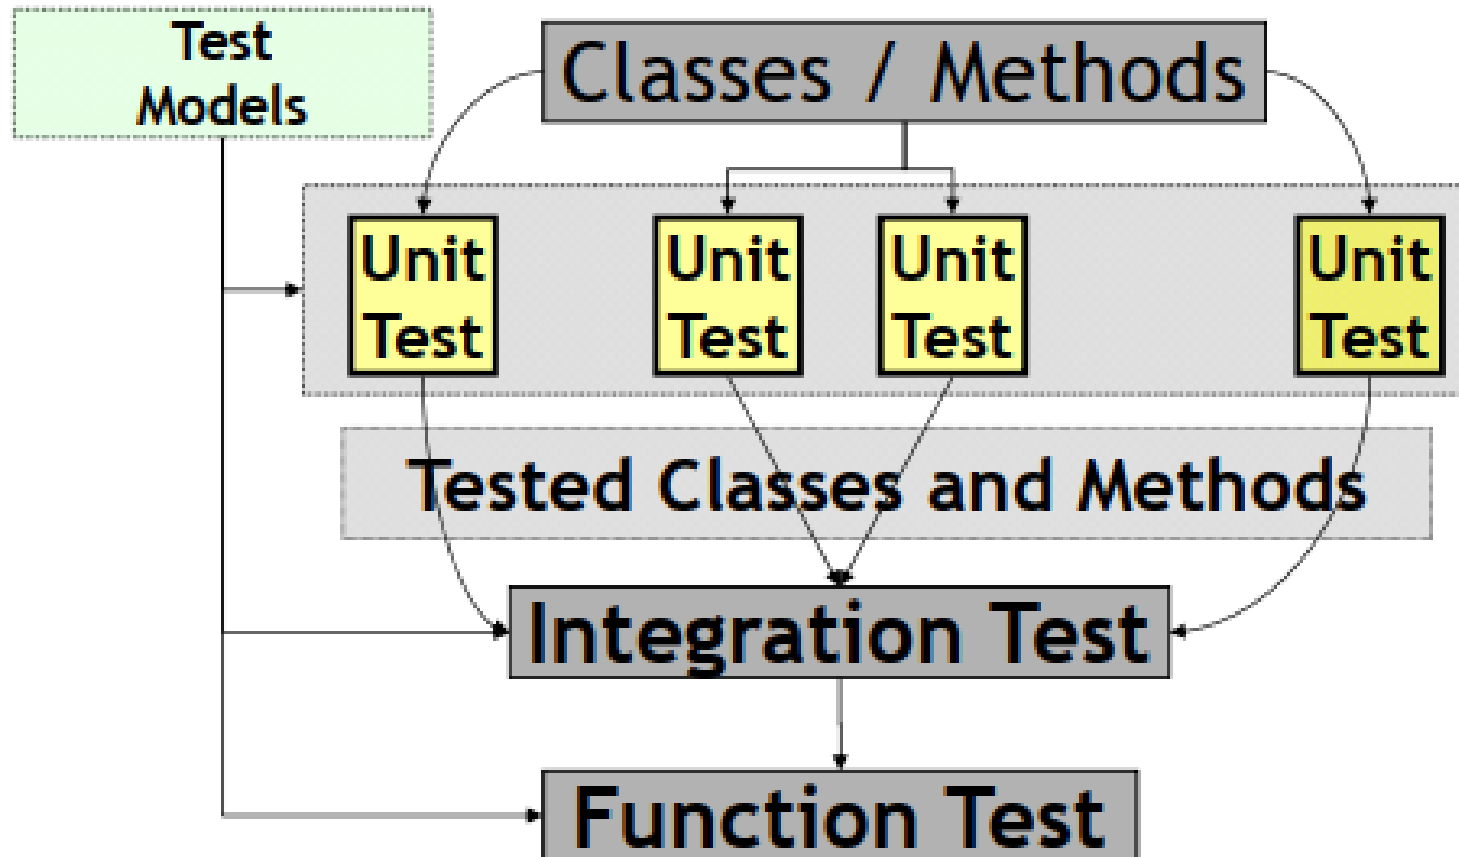 Test
Models
Classes / Methods
Unit
Test
Unit
Test
Unit
Test
Unit
Test
Tested Classes and Methods
Integration Test
Function Test